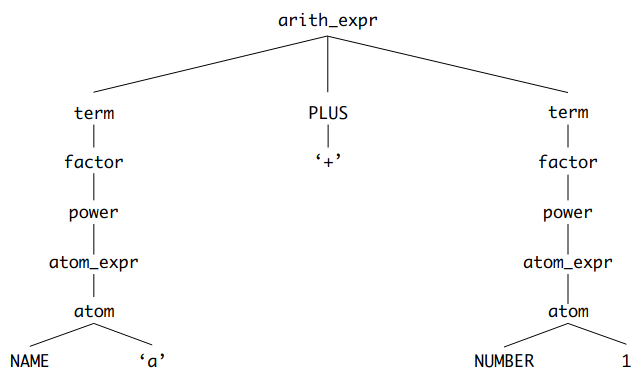 arith_expr
term PLUS term
factor ‘+’ factor
power power
atom_expr atom_expr
atom atom
NAME ‘a’ NUMBER 1